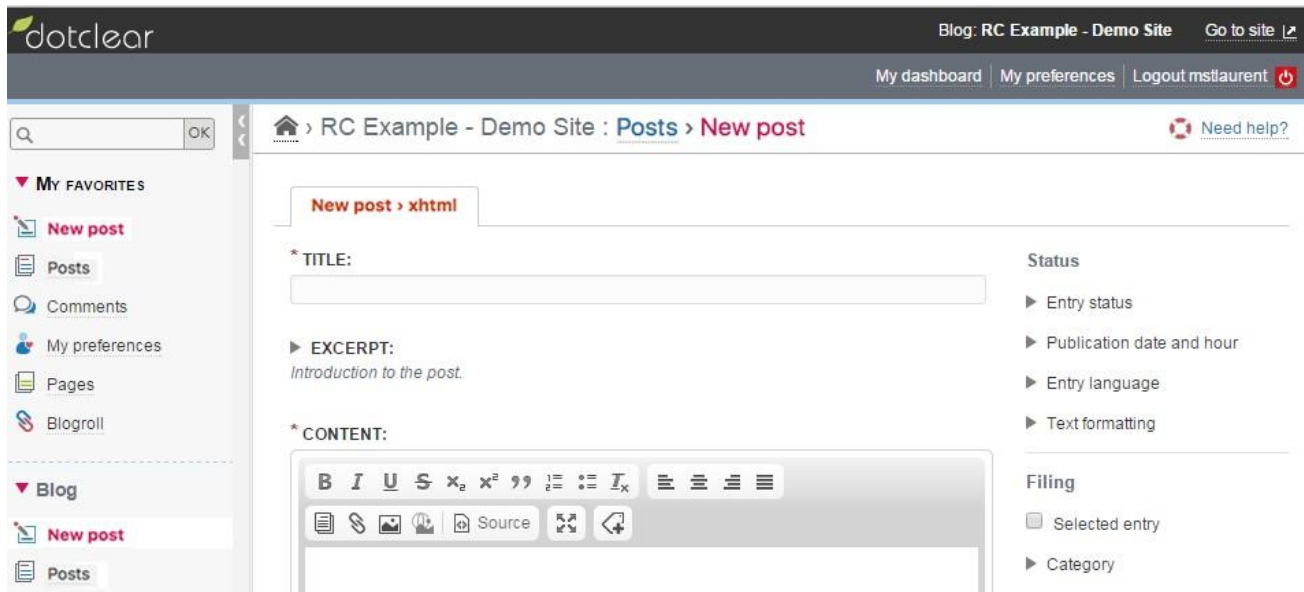 dotclear
Blog: RC Example - Demo Site Go to site
My dashboard My preferences Logout mstlaurent
OK
› RC Example - Demo Site : Posts › New post
Need help?
MY FAVORITES
New post
Posts
Comments
My preferences
Pages
Blogroll
Blog
New post
Posts
New post › xhtml
* TITLE:
EXCERPT:
Introduction to the post.
* CONTENT:
B I U S x₂ x² ❞ Tx
Source
Status
Entry status
Publication date and hour
Entry language
Text formatting
Filing
Selected entry
Category